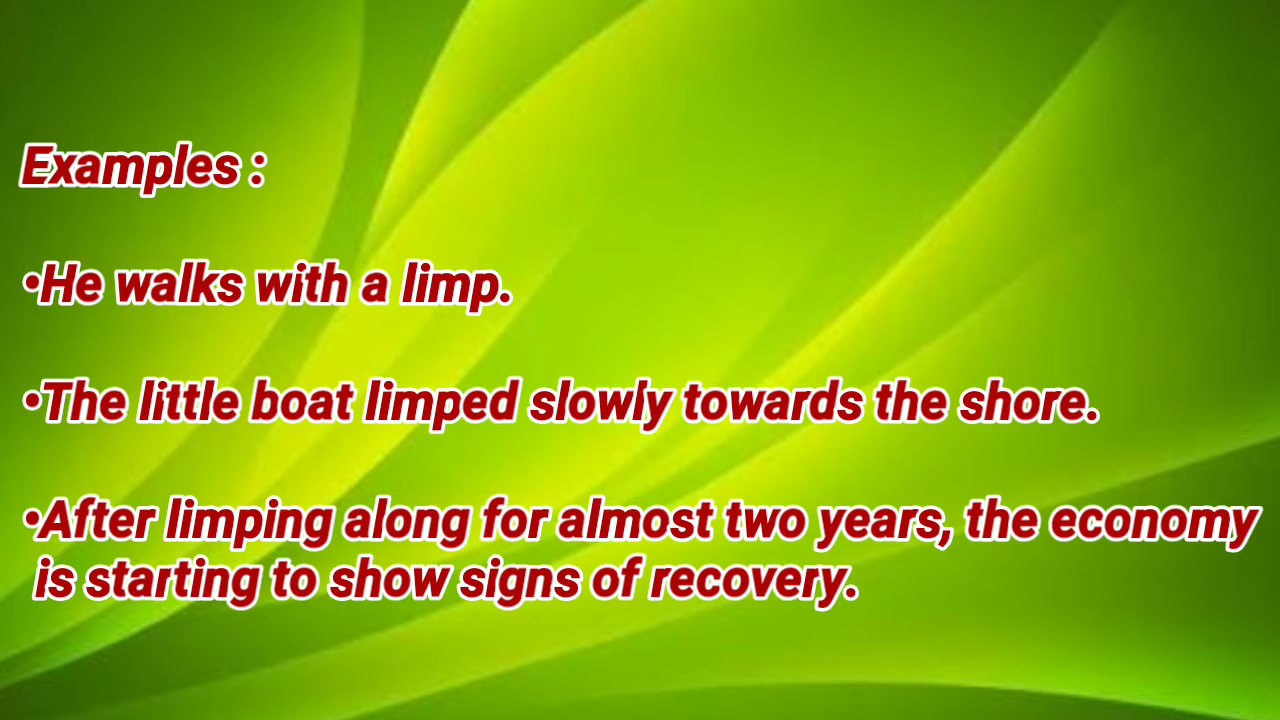 Examples :
•He walks with a limp.
•The little boat limped slowly towards the shore.
•After limping along for almost two years, the economy
is starting to show signs of recovery.